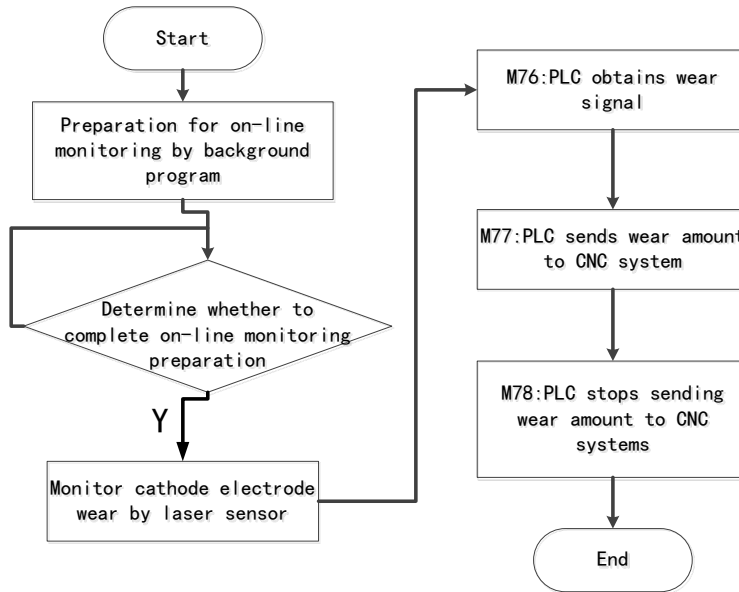 Start
Preparation for on-line
monitoring by background
program
Determine whether to
complete on-line monitoring
preparation
Y
Monitor cathode electrode
wear by laser sensor
M76:PLC obtains wear
signal
M77:PLC sends wear amount
to CNC system
M78:PLC stops sending
wear amount to CNC
systems
End